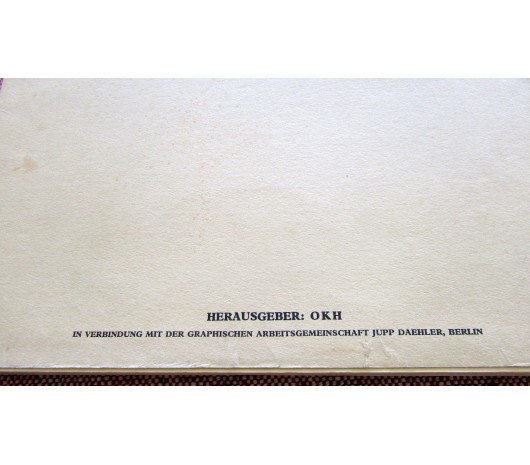 HERAUSGEBER: OKH
IN VERBINDUNG MIT DER GRAPHISCHEN ARBEITSGEMEINSCHAFT JUPP DAEHLER, BERLIN